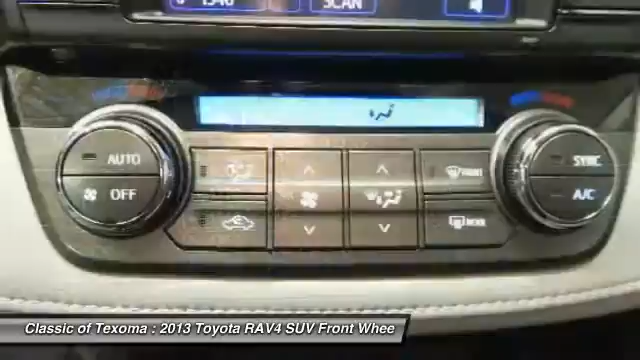 SCAN
AUTO
OFF
FRONT
REAR
SYNC
A/C
Classic of Texoma : 2013 Toyota RAV4 SUV Front Whee